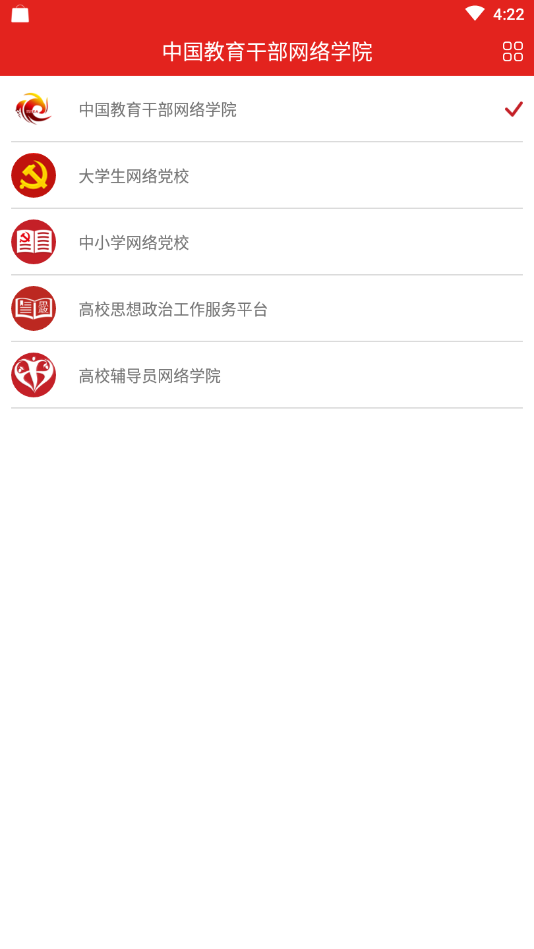 4:22
中国教育干部网络学院
中国教育干部网络学院
大学生网络党校
中小学网络党校
高校思想政治工作服务平台
高校辅导员网络学院